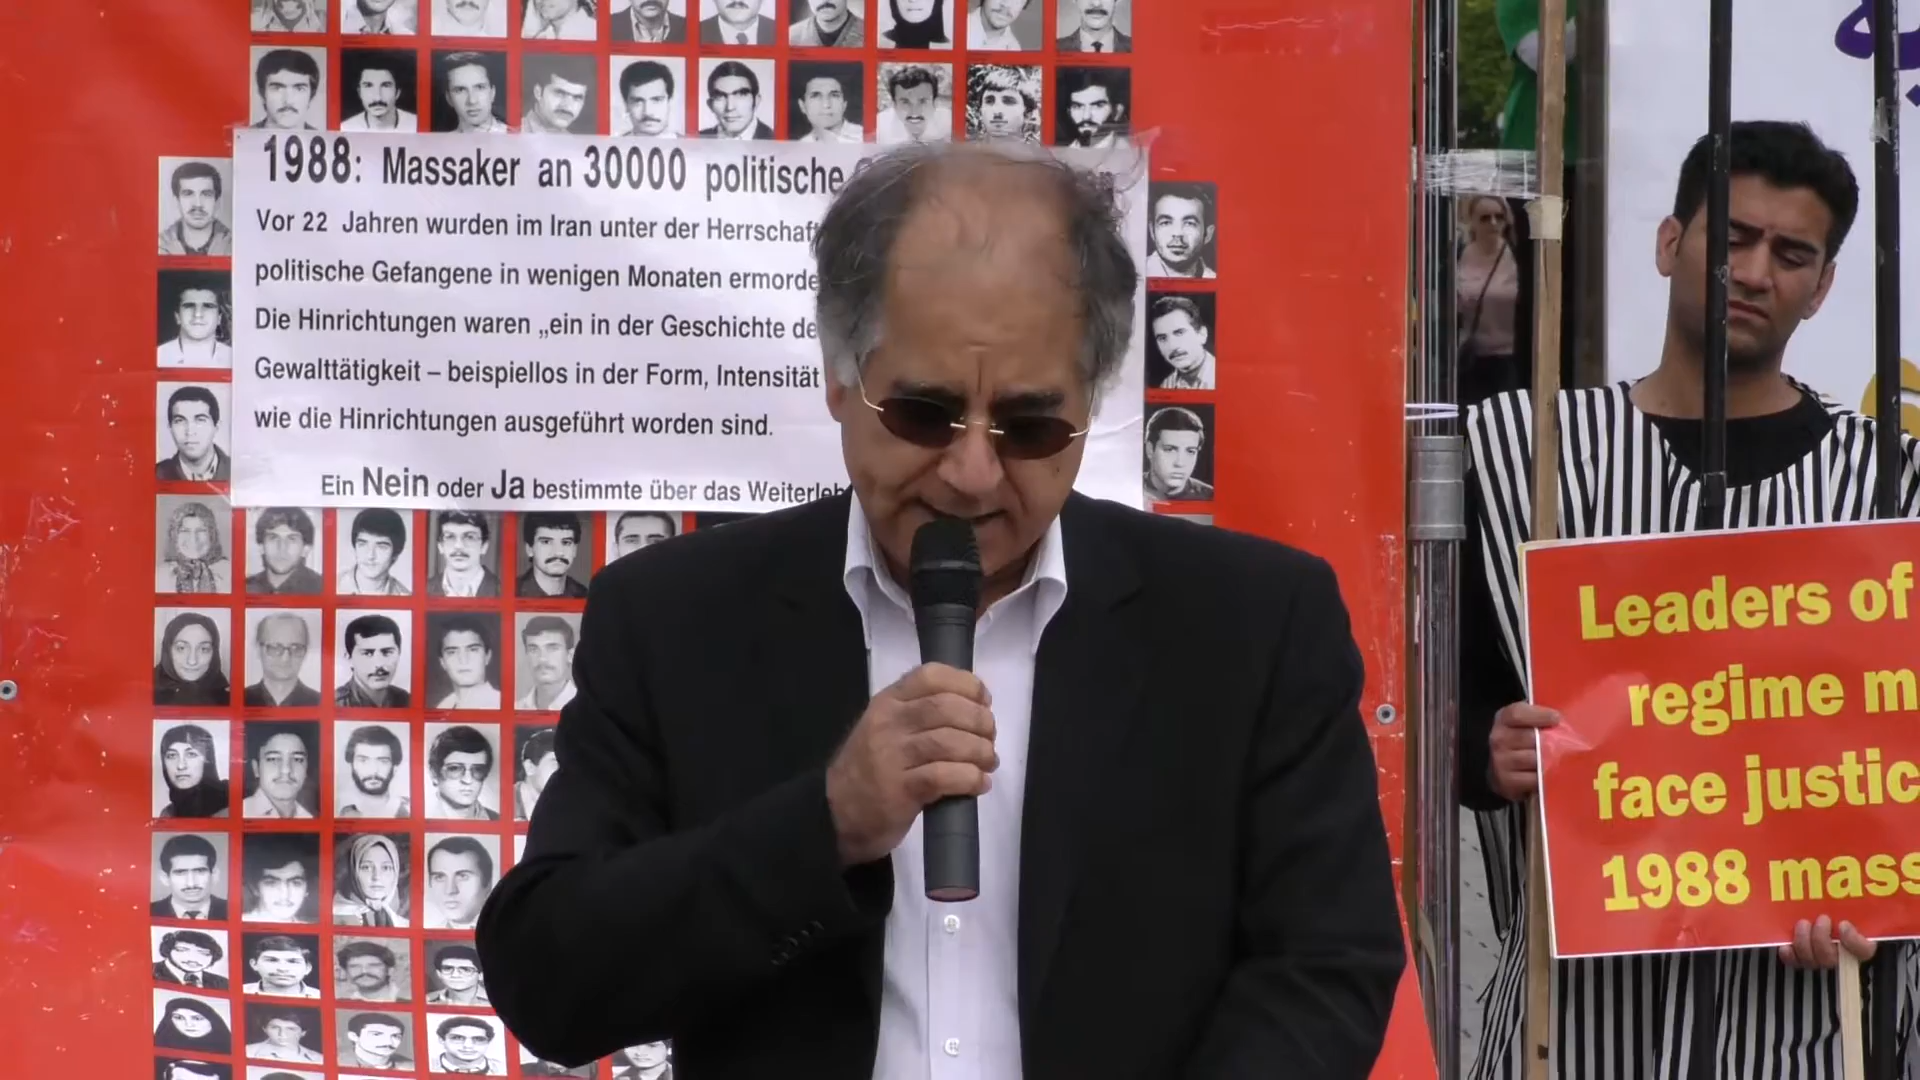 1988: Massaker an 30000 politische
Vor 22 Jahren wurden im Iran unter der Herrschaft
politische Gefangene in wenigen Monaten ermorde
Die Hinrichtungen waren „ein in der Geschichte de
Gewalttätigkeit – beispiellos in der Form, Intensität
wie die Hinrichtungen ausgeführt worden sind.
Ein Nein oder Ja bestimmte über das Weiterleb
Leaders of
regime m
face justic
1988 mass